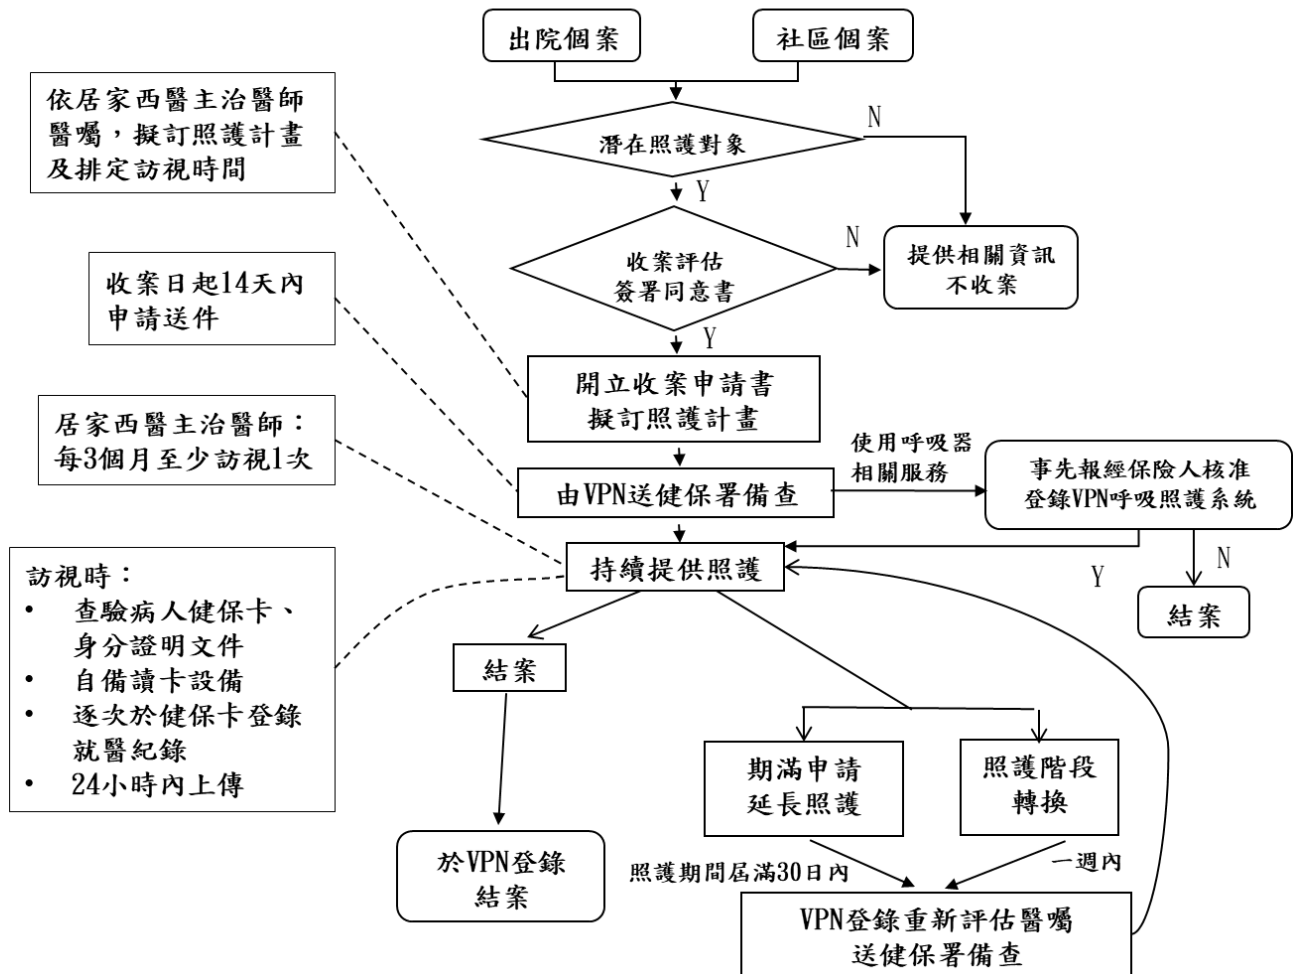 出院個案
社區個案
依居家西醫主治醫師
醫囑，擬訂照護計畫
及排定訪視時間
潛在照護對象
N
Y
收案評估
簽署同意書
N
提供相關資訊
不收案
Y
收案日起14天內
申請送件
開立收案申請書
擬訂照護計畫
居家西醫主治醫師：
每3個月至少訪視1次
由VPN送健保署備查
使用呼吸器
相關服務
事先報經保險人核准
登錄VPN呼吸照護系統
Y
N
結案
持續提供照護
訪視時：
• 查驗病人健保卡、
身分證明文件
• 自備讀卡設備
• 逐次於健保卡登錄
就醫紀錄
• 24小時內上傳
結案
於VPN登錄
結案
期滿申請
延長照護
照護階段
轉換
照護期間屆滿30日內
一週內
VPN登錄重新評估醫囑
送健保署備查